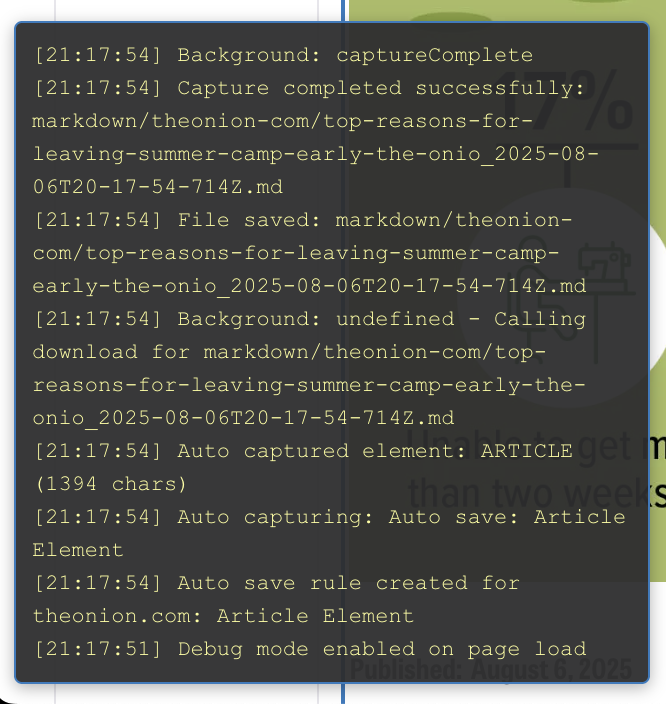 [21:17:54] Background: captureComplete
[21:17:54] Capture completed successfully:
markdown/theonion-com/top-reasons-for-
leaving-summer-camp-early-the-onio_2025-08-
06T20-17-54-714Z.md
[21:17:54] File saved: markdown/theonion-
com/top-reasons-for-leaving-summer-camp-
early-the-onio_2025-08-06T20-17-54-714Z.md
[21:17:54] Background: undefined - Calling
download for markdown/theonion-com/top-
reasons-for-leaving-summer-camp-early-the-
onio_2025-08-06T20-17-54-714Z.md
[21:17:54] Auto captured element: ARTICLE
(1394 chars)
[21:17:54] Auto capturing: Auto save: Article
Element
[21:17:54] Auto save rule created for
theonion.com: Article Element
[21:17:51] Debug mode enabled on page load
17%
Unable to get m
than two weeks
Published: August 6, 2025